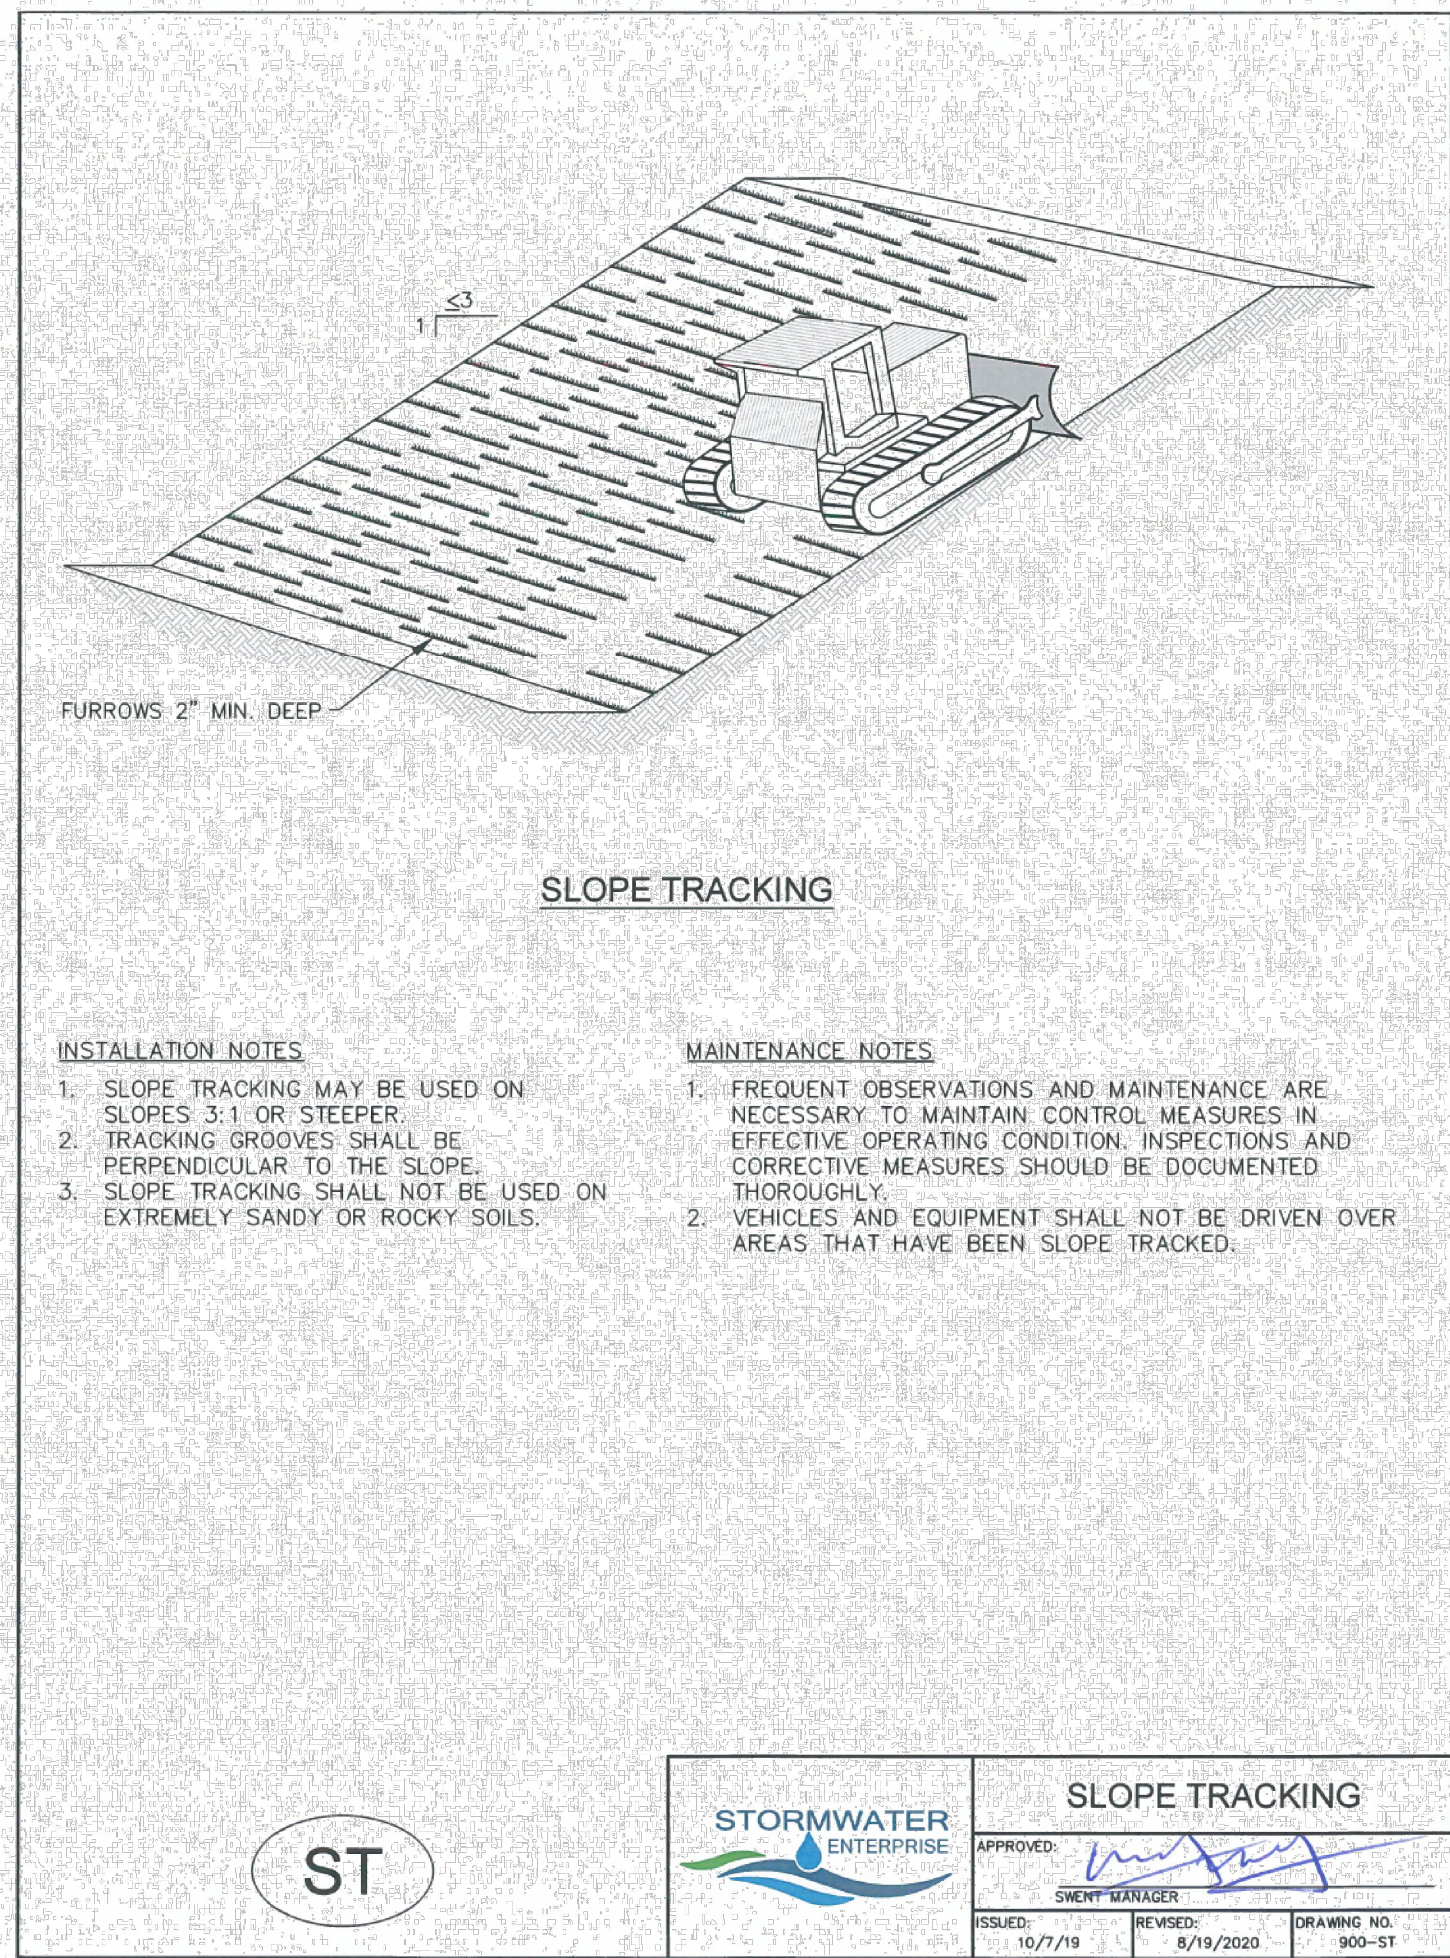 ≤3
1
FURROWS 2" MIN. DEEP
SLOPE TRACKING
INSTALLATION NOTES
1. SLOPE TRACKING MAY BE USED ON
SLOPES 3:1 OR STEEPER.
2. TRACKING GROOVES SHALL BE
PERPENDICULAR TO THE SLOPE.
3. SLOPE TRACKING SHALL NOT BE USED ON
EXTREMELY SANDY OR ROCKY SOILS.
MAINTENANCE NOTES
1. FREQUENT OBSERVATIONS AND MAINTENANCE ARE
NECESSARY TO MAINTAIN CONTROL MEASURES IN
EFFECTIVE OPERATING CONDITION. INSPECTIONS AND
CORRECTIVE MEASURES SHOULD BE DOCUMENTED
THOROUGHLY.
2. VEHICLES AND EQUIPMENT SHALL NOT BE DRIVEN OVER
AREAS THAT HAVE BEEN SLOPE TRACKED.
ST
STORMWATER
ENTERPRISE
SLOPE TRACKING
APPROVED:
SWENT MANAGER
ISSUED:
10/7/19
REVISED:
8/19/2020
DRAWING NO.
900-ST